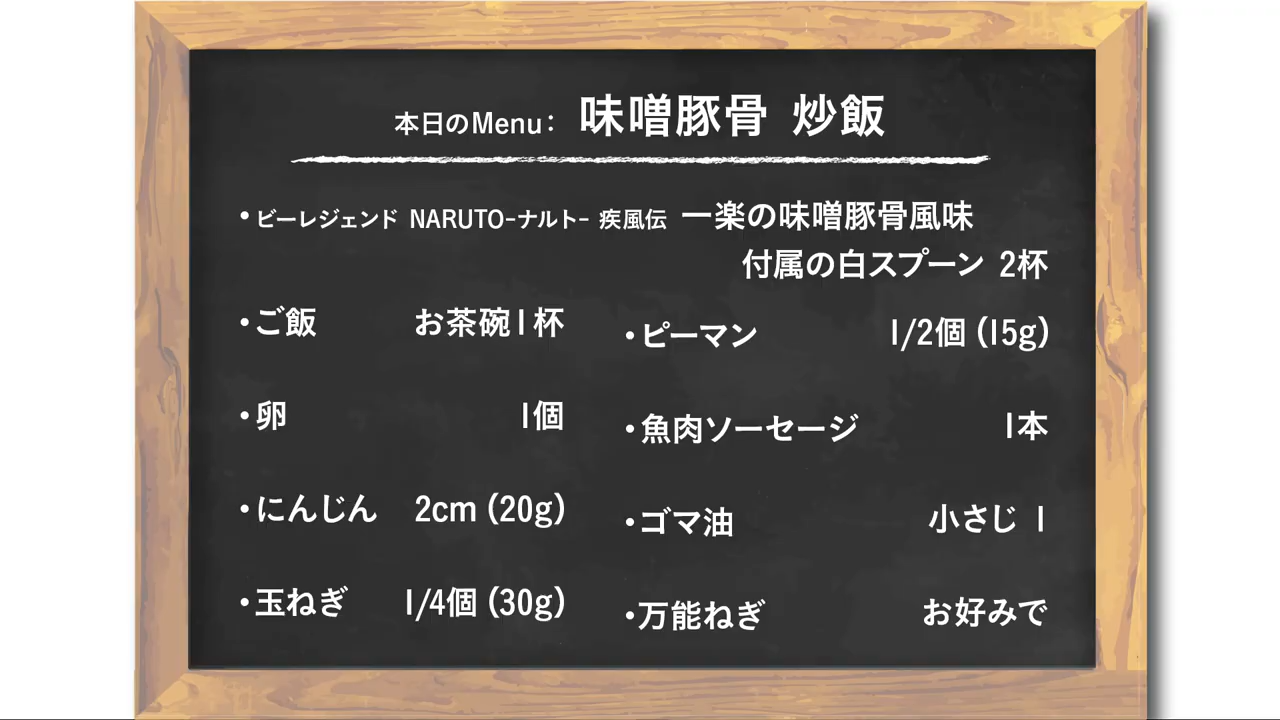 本日のMenu： 味噌豚骨 炒飯
・ビーレジェンド NARUTO-ナルト- 疾風伝 一楽の味噌豚骨風味
付属の白スプーン 2杯
・ご飯 お茶碗1杯
・卵 1個
・にんじん 2cm (20g)
・玉ねぎ 1/4個 (30g)
・ピーマン 1/2個 (15g)
・魚肉ソーセージ 1本
・ゴマ油 小さじ 1
・万能ねぎ お好みで